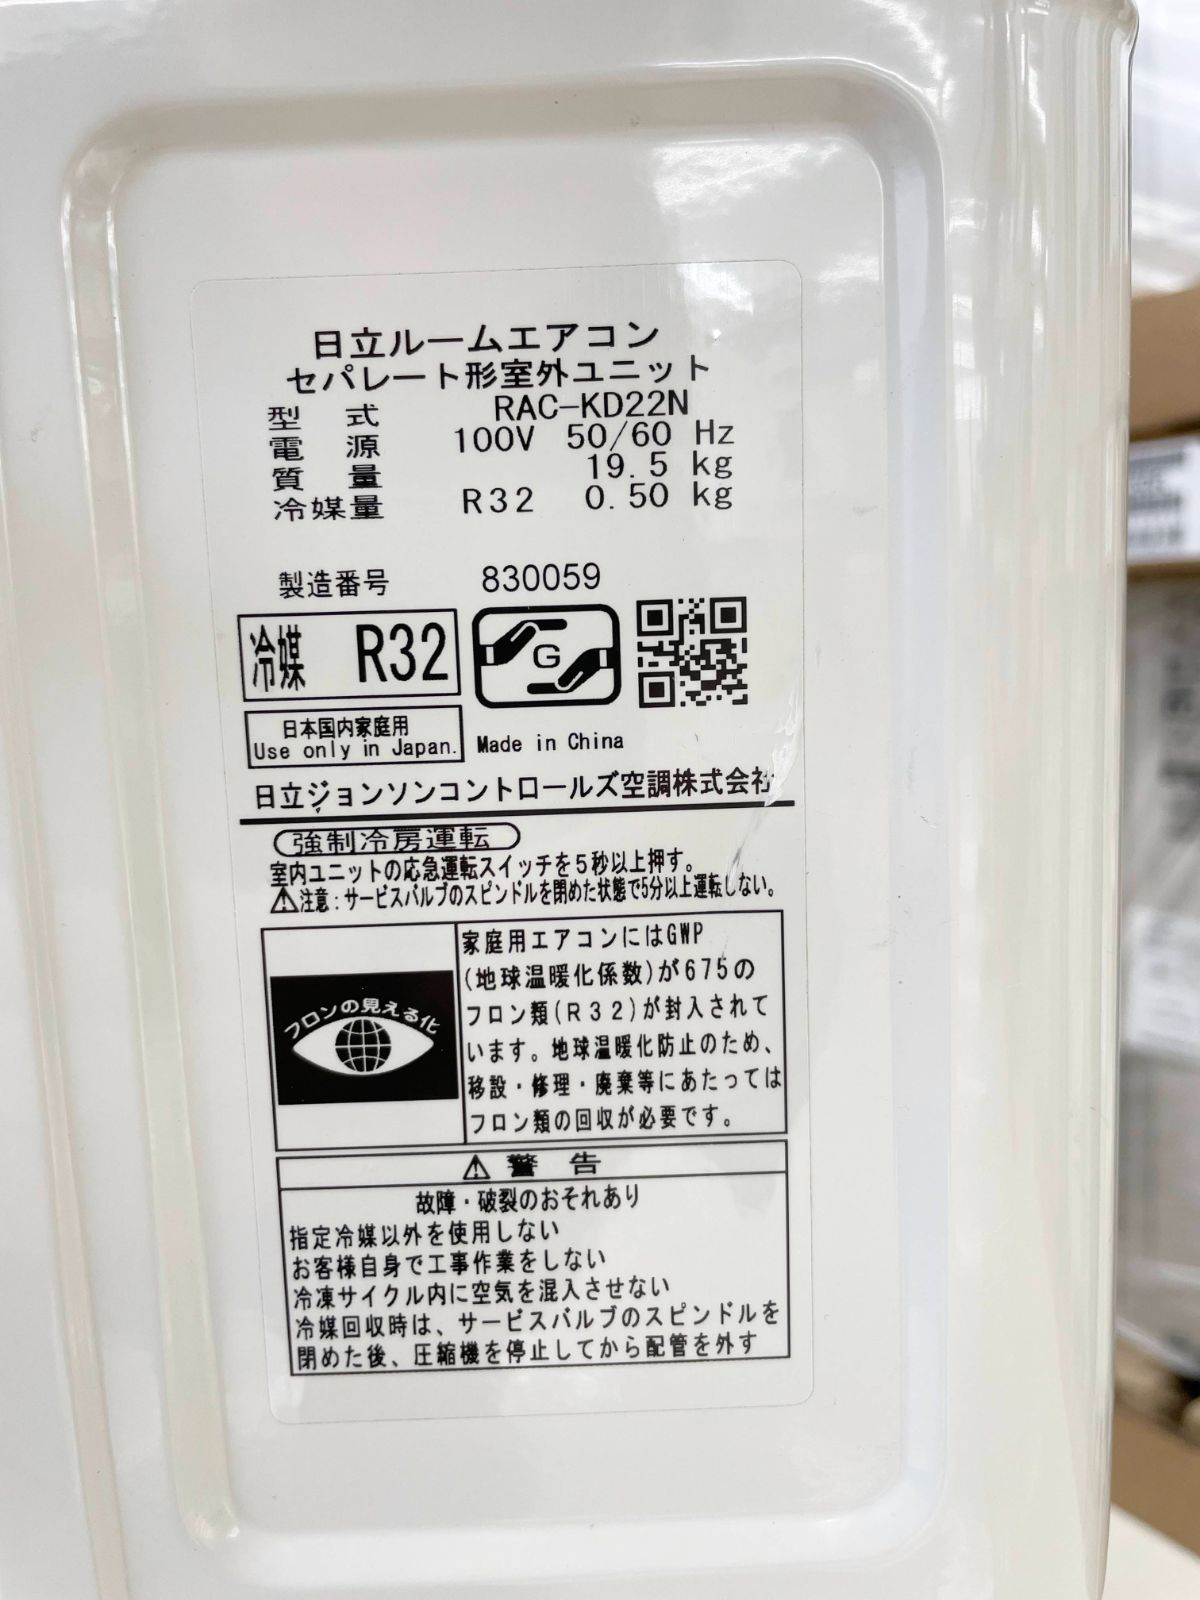 日立ルームエアコン
セパレート形室外ユニット
型式 RAC-KD22N
電源 100V 50/60 Hz
質量 19.5 kg
冷媒量 R32 0.50 kg
製造番号 830059
冷媒 R32
G
日本国内家庭用
Use only in Japan.
Made in China
日立ジョンソンコントロールズ空調株式会社
強制冷房運転
室内ユニットの応急運転スイッチを5秒以上押す。
⚠注意:サービスバルブのスピンドルを閉めた状態で5分以上運転しない。
フロンの見える化
家庭用エアコンにはGWP
(地球温暖化係数)が675の
フロン類(R32)が封入されて
います。地球温暖化防止のため、
移設・修理・廃棄等にあたっては
フロン類の回収が必要です。
⚠警告
故障・破裂のおそれあり
指定冷媒以外を使用しない
お客様自身で工事作業をしない
冷凍サイクル内に空気を混入させない
冷媒回収時は、サービスバルブのスピンドルを
閉めた後、圧縮機を停止してから配管を外す